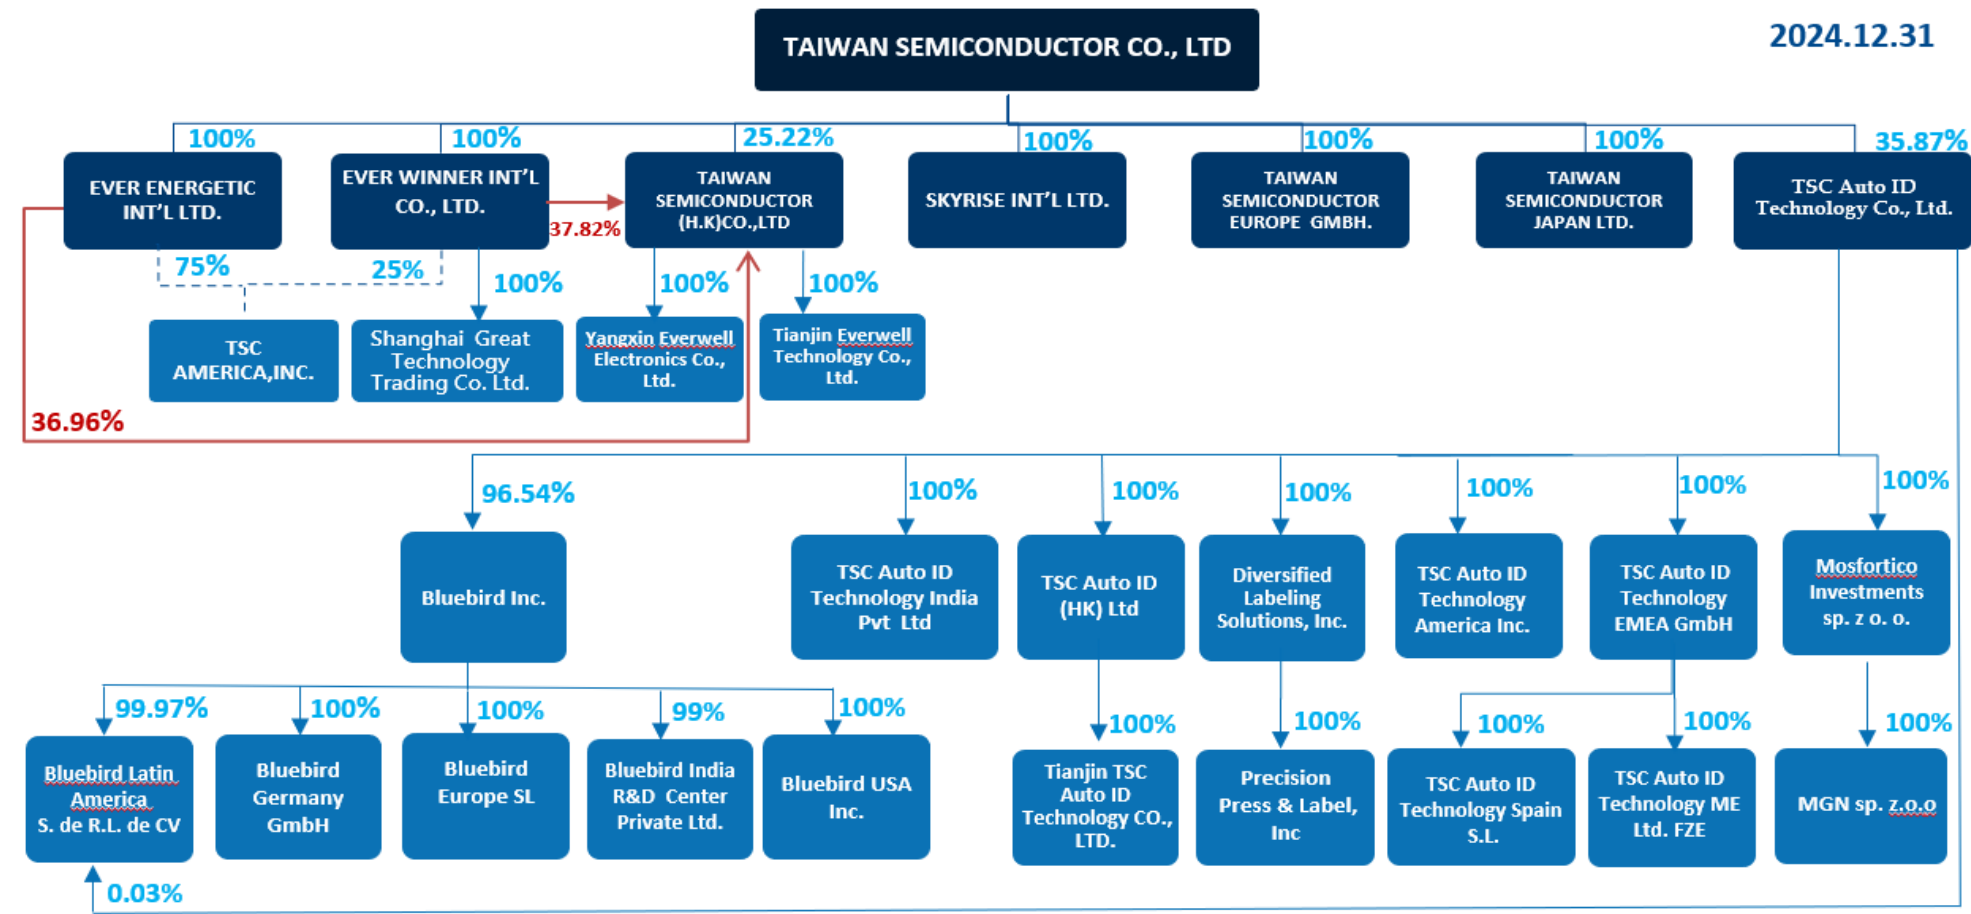 TAIWAN SEMICONDUCTOR CO., LTD
2024.12.31
100%
100%
25.22%
100%
100%
100%
35.87%
EVER ENERGETIC
INT'L LTD.
EVER WINNER INT'L
CO., LTD.
37.82%
TAIWAN
SEMICONDUCTOR
(H.K)CO.,LTD
SKYRISE INT'L LTD.
TAIWAN
SEMICONDUCTOR
EUROPE GMBH.
TAIWAN
SEMICONDUCTOR
JAPAN LTD.
TSC Auto ID
Technology Co., Ltd.
75%
25%
100%
100%
100%
TSC
AMERICA,INC.
Shanghai Great
Technology
Trading Co. Ltd.
Yangxin Everwell
Electronics Co.,
Ltd.
Tianjin Everwell
Technology Co.,
Ltd.
36.96%
96.54%
100%
100%
100%
100%
100%
100%
Bluebird Inc.
TSC Auto ID
Technology India
Pvt Ltd
TSC Auto ID
(HK) Ltd
Diversified
Labeling
Solutions, Inc.
TSC Auto ID
Technology
America Inc.
TSC Auto ID
Technology
EMEA GmbH
Mosfortico
Investments
sp. z o. o.
99.97%
100%
100%
99%
100%
100%
100%
100%
100%
100%
Bluebird Latin
America
S. de R.L. de CV
Bluebird
Germany
GmbH
Bluebird
Europe SL
Bluebird India
R&D Center
Private Ltd.
Bluebird USA
Inc.
Tianjin TSC
Auto ID
Technology CO.,
LTD.
Precision
Press & Label,
Inc
TSC Auto ID
Technology Spain
S.L.
TSC Auto ID
Technology ME
Ltd. FZE
MGN sp. z.o.o
0.03%